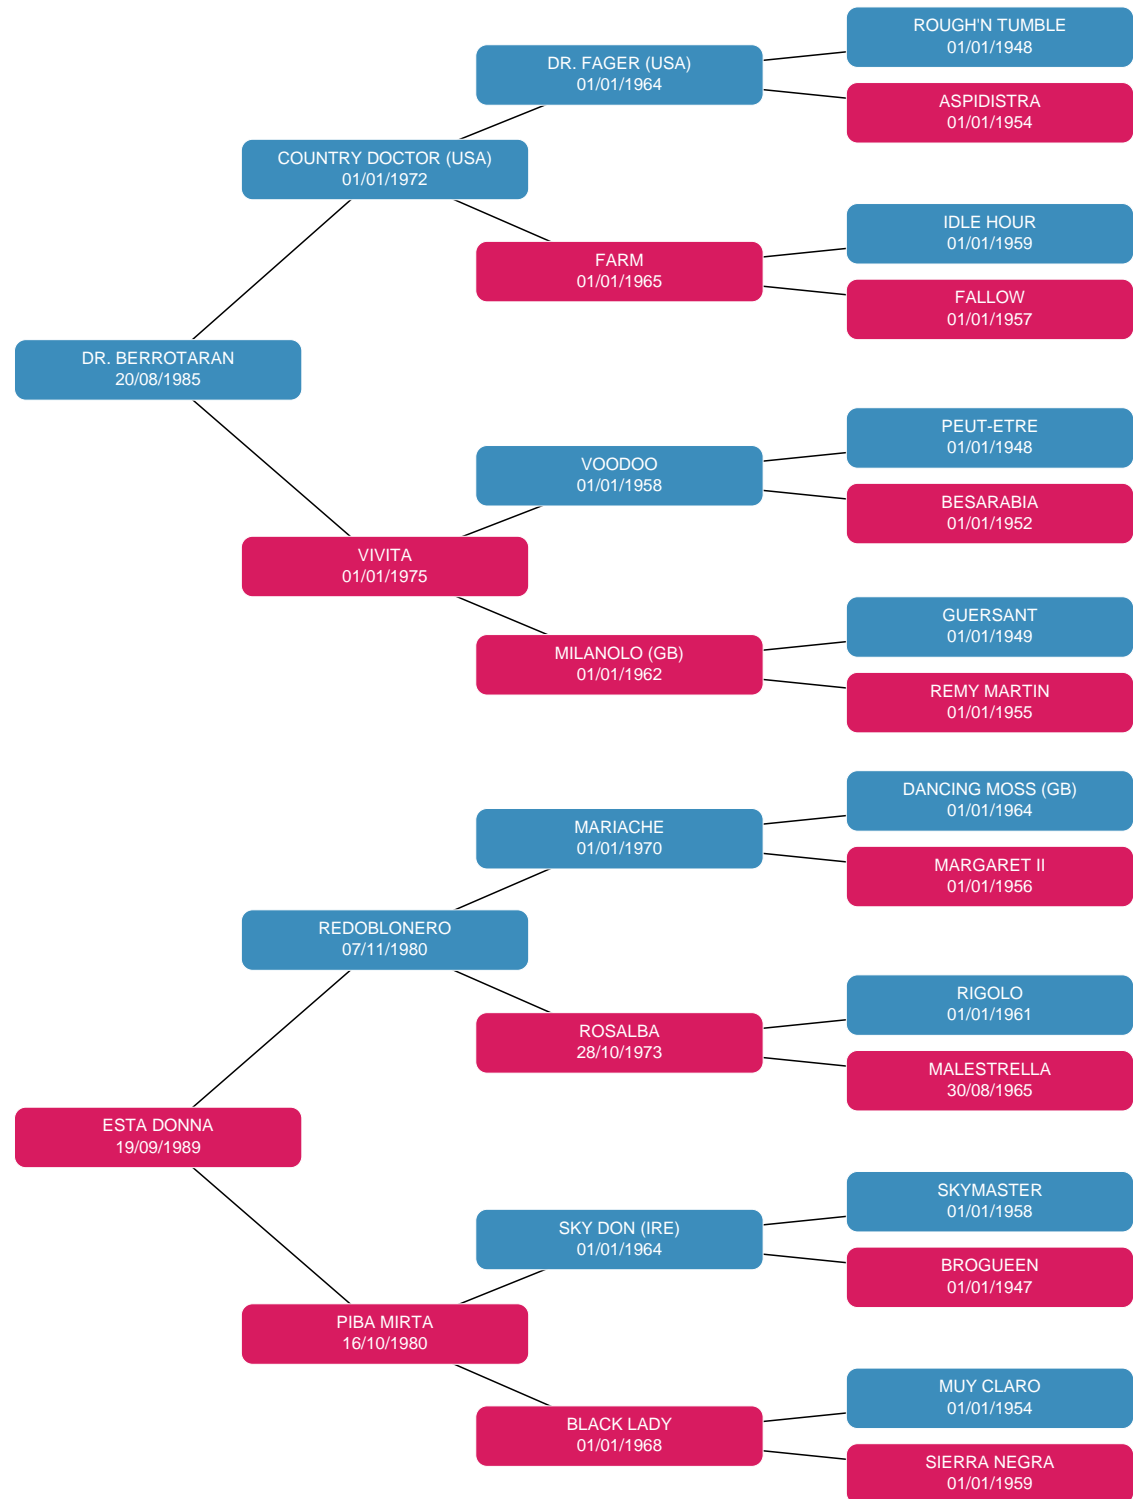 ROUGH'N TUMBLE
01/01/1948
DR. FAGER (USA)
01/01/1964
ASPIDISTRA
01/01/1954
COUNTRY DOCTOR (USA)
01/01/1972
IDLE HOUR
01/01/1959
FARM
01/01/1965
FALLOW
01/01/1957
DR. BERROTARAN
20/08/1985
PEUT-ETRE
01/01/1948
VOODOO
01/01/1958
BESARABIA
01/01/1952
VIVITA
01/01/1975
GUERSANT
01/01/1949
MILANOLO (GB)
01/01/1962
REMY MARTIN
01/01/1955
DANCING MOSS (GB)
01/01/1964
MARIACHE
01/01/1970
MARGARET II
01/01/1956
REDOBLONERO
07/11/1980
RIGOLO
01/01/1961
ROSALBA
28/10/1973
MALESTRELLA
30/08/1965
ESTA DONNA
19/09/1989
SKYMASTER
01/01/1958
SKY DON (IRE)
01/01/1964
BROGUEEN
01/01/1947
PIBA MIRTA
16/10/1980
MUY CLARO
01/01/1954
BLACK LADY
01/01/1968
SIERRA NEGRA
01/01/1959